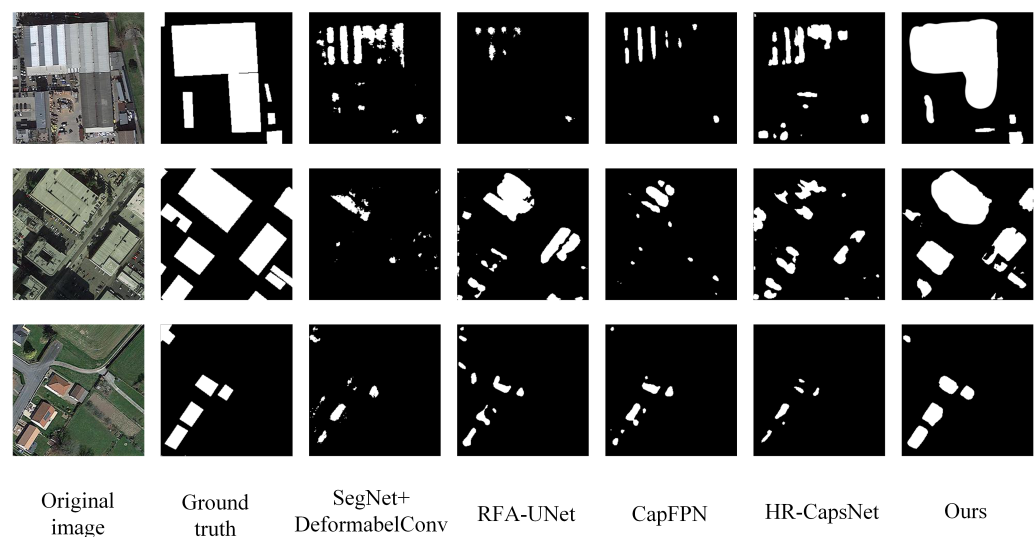 Original
image
Ground
truth
SegNet+
DeformabelConv
RFA-UNet
CapFPN
HR-CapsNet
Ours